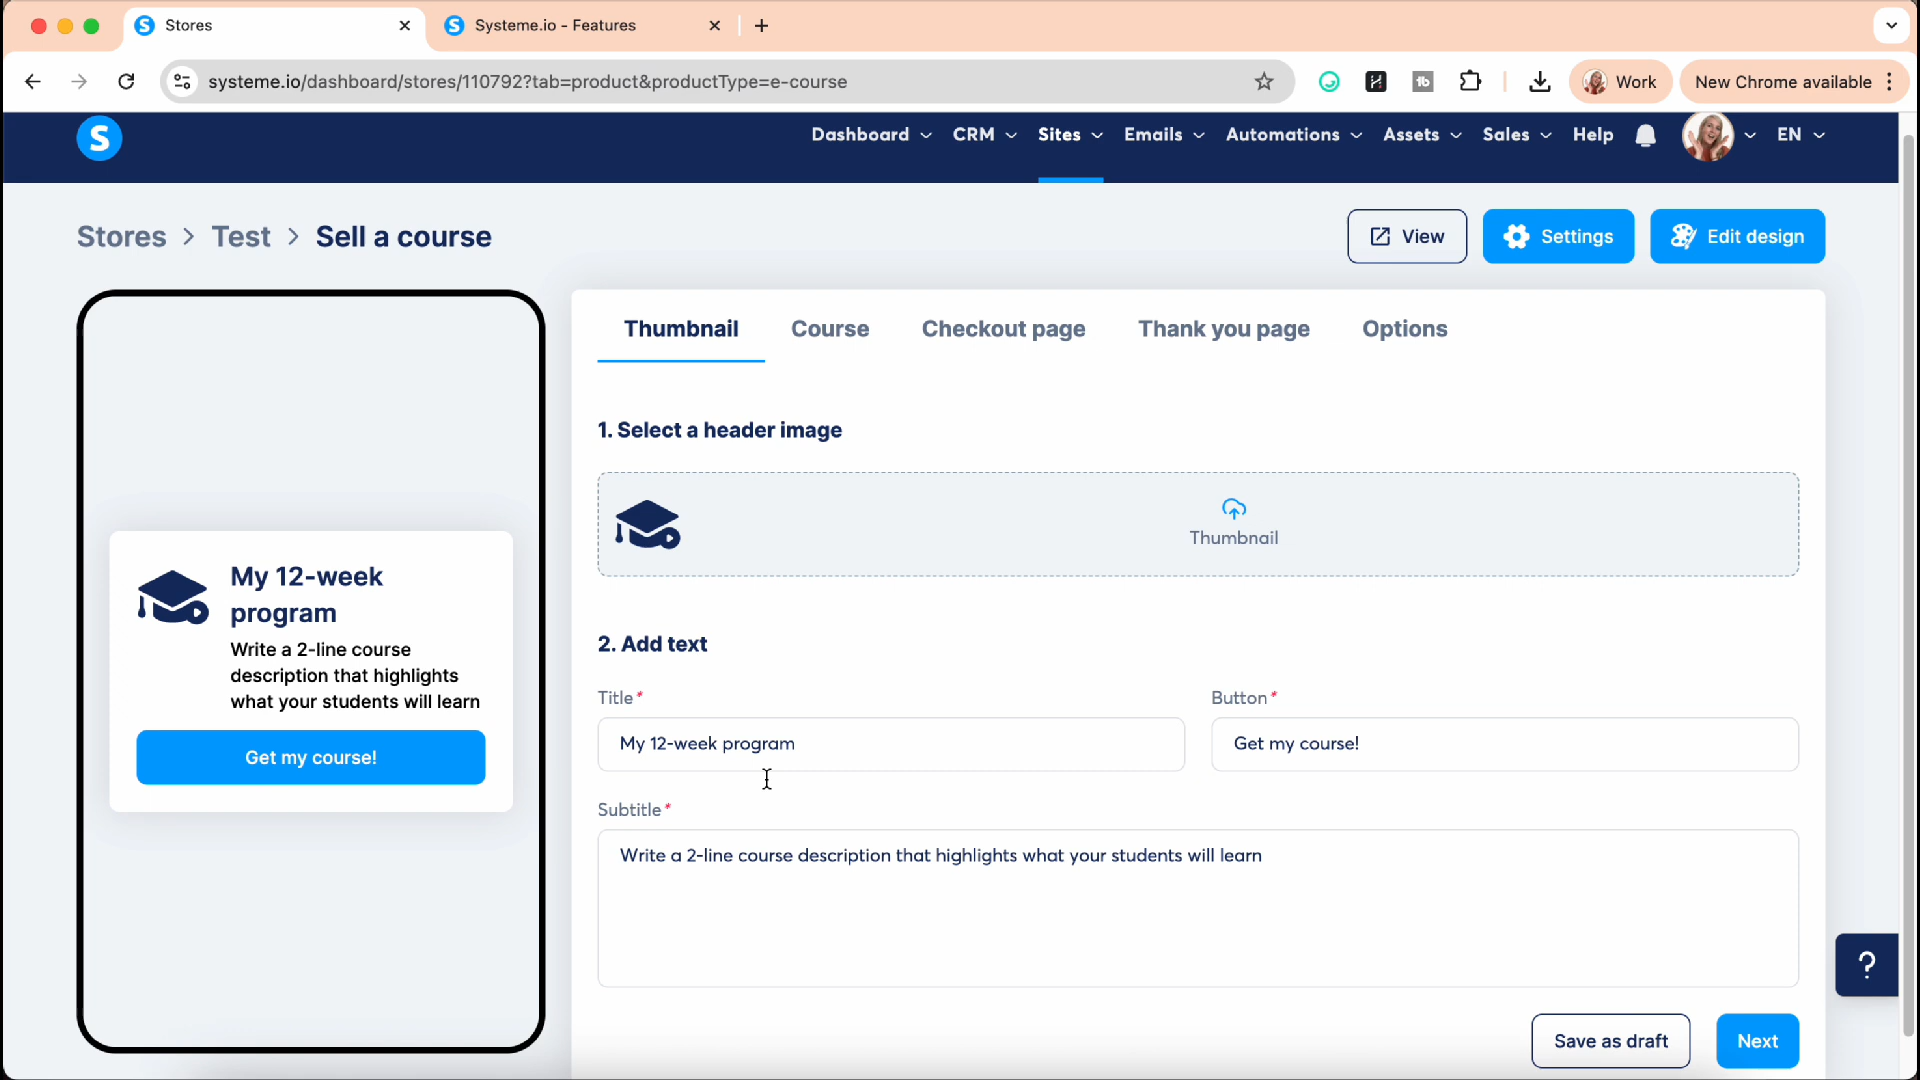 Stores
Systeme.io - Features
systeme.io/dashboard/stores/110792?tab=product&productType=e-course
tb
Work
New Chrome available
S
Dashboard
CRM
Sites
Emails
Automations
Assets
Sales
Help
EN
Stores > Test > Sell a course
View
Settings
Edit design
Thumbnail
Course
Checkout page
Thank you page
Options
1. Select a header image
Thumbnail
My 12-week
program
Write a 2-line course
description that highlights
what your students will learn
Get my course!
2. Add text
Title*
Button*
My 12-week program
Get my course!
Subtitle*
Write a 2-line course description that highlights what your students will learn
?
Save as draft
Next